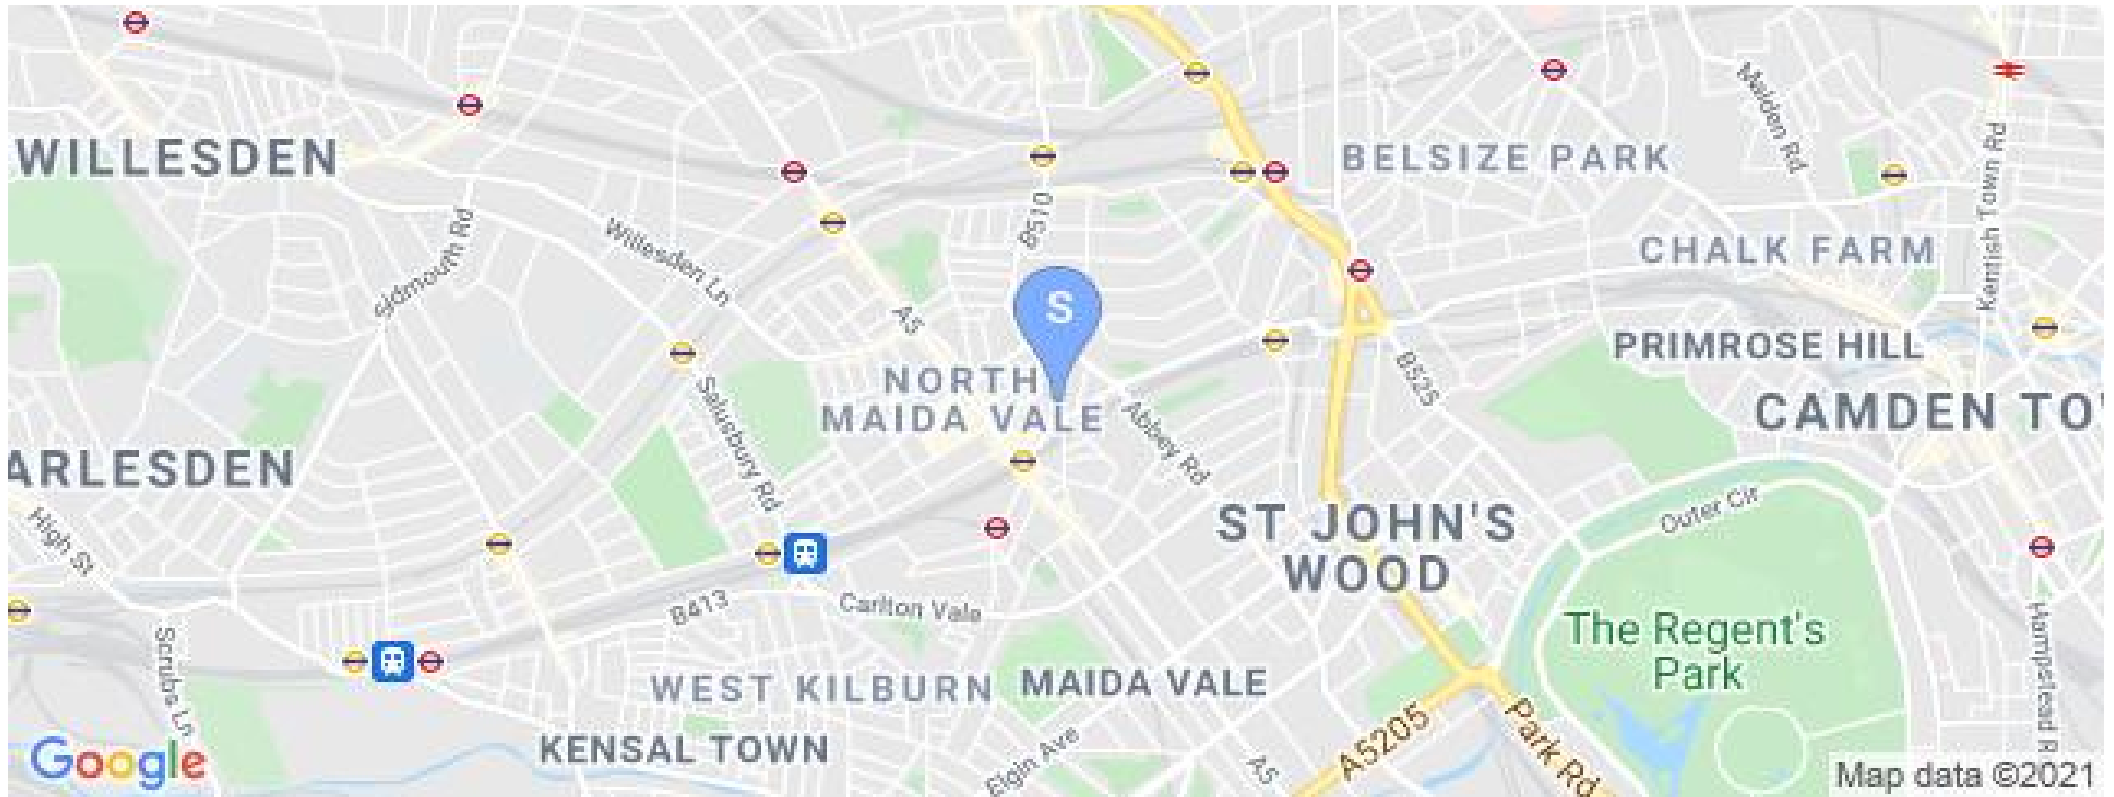 WILLESDEN
BELSIZE PARK
Malden Rd
Kentish Town Rd
Sidmouth Rd
Willesden Ln
B510
CHALK FARM
A5
S
PRIMROSE HILL
B525
NORTH
MAIDA VALE
Salusbury Rd
Abbey Rd
CAMDEN TO
ARLESDEN
High St
ST JOHN'S
WOOD
Outer Cir
B413
Carlton Vale
The Regent's
Park
Hampstead R
Scrubs Ln
WEST KILBURN
MAIDA VALE
KENSAL TOWN
Elgin Ave
A5
A5205
Park Rd
Google
Map data ©2021